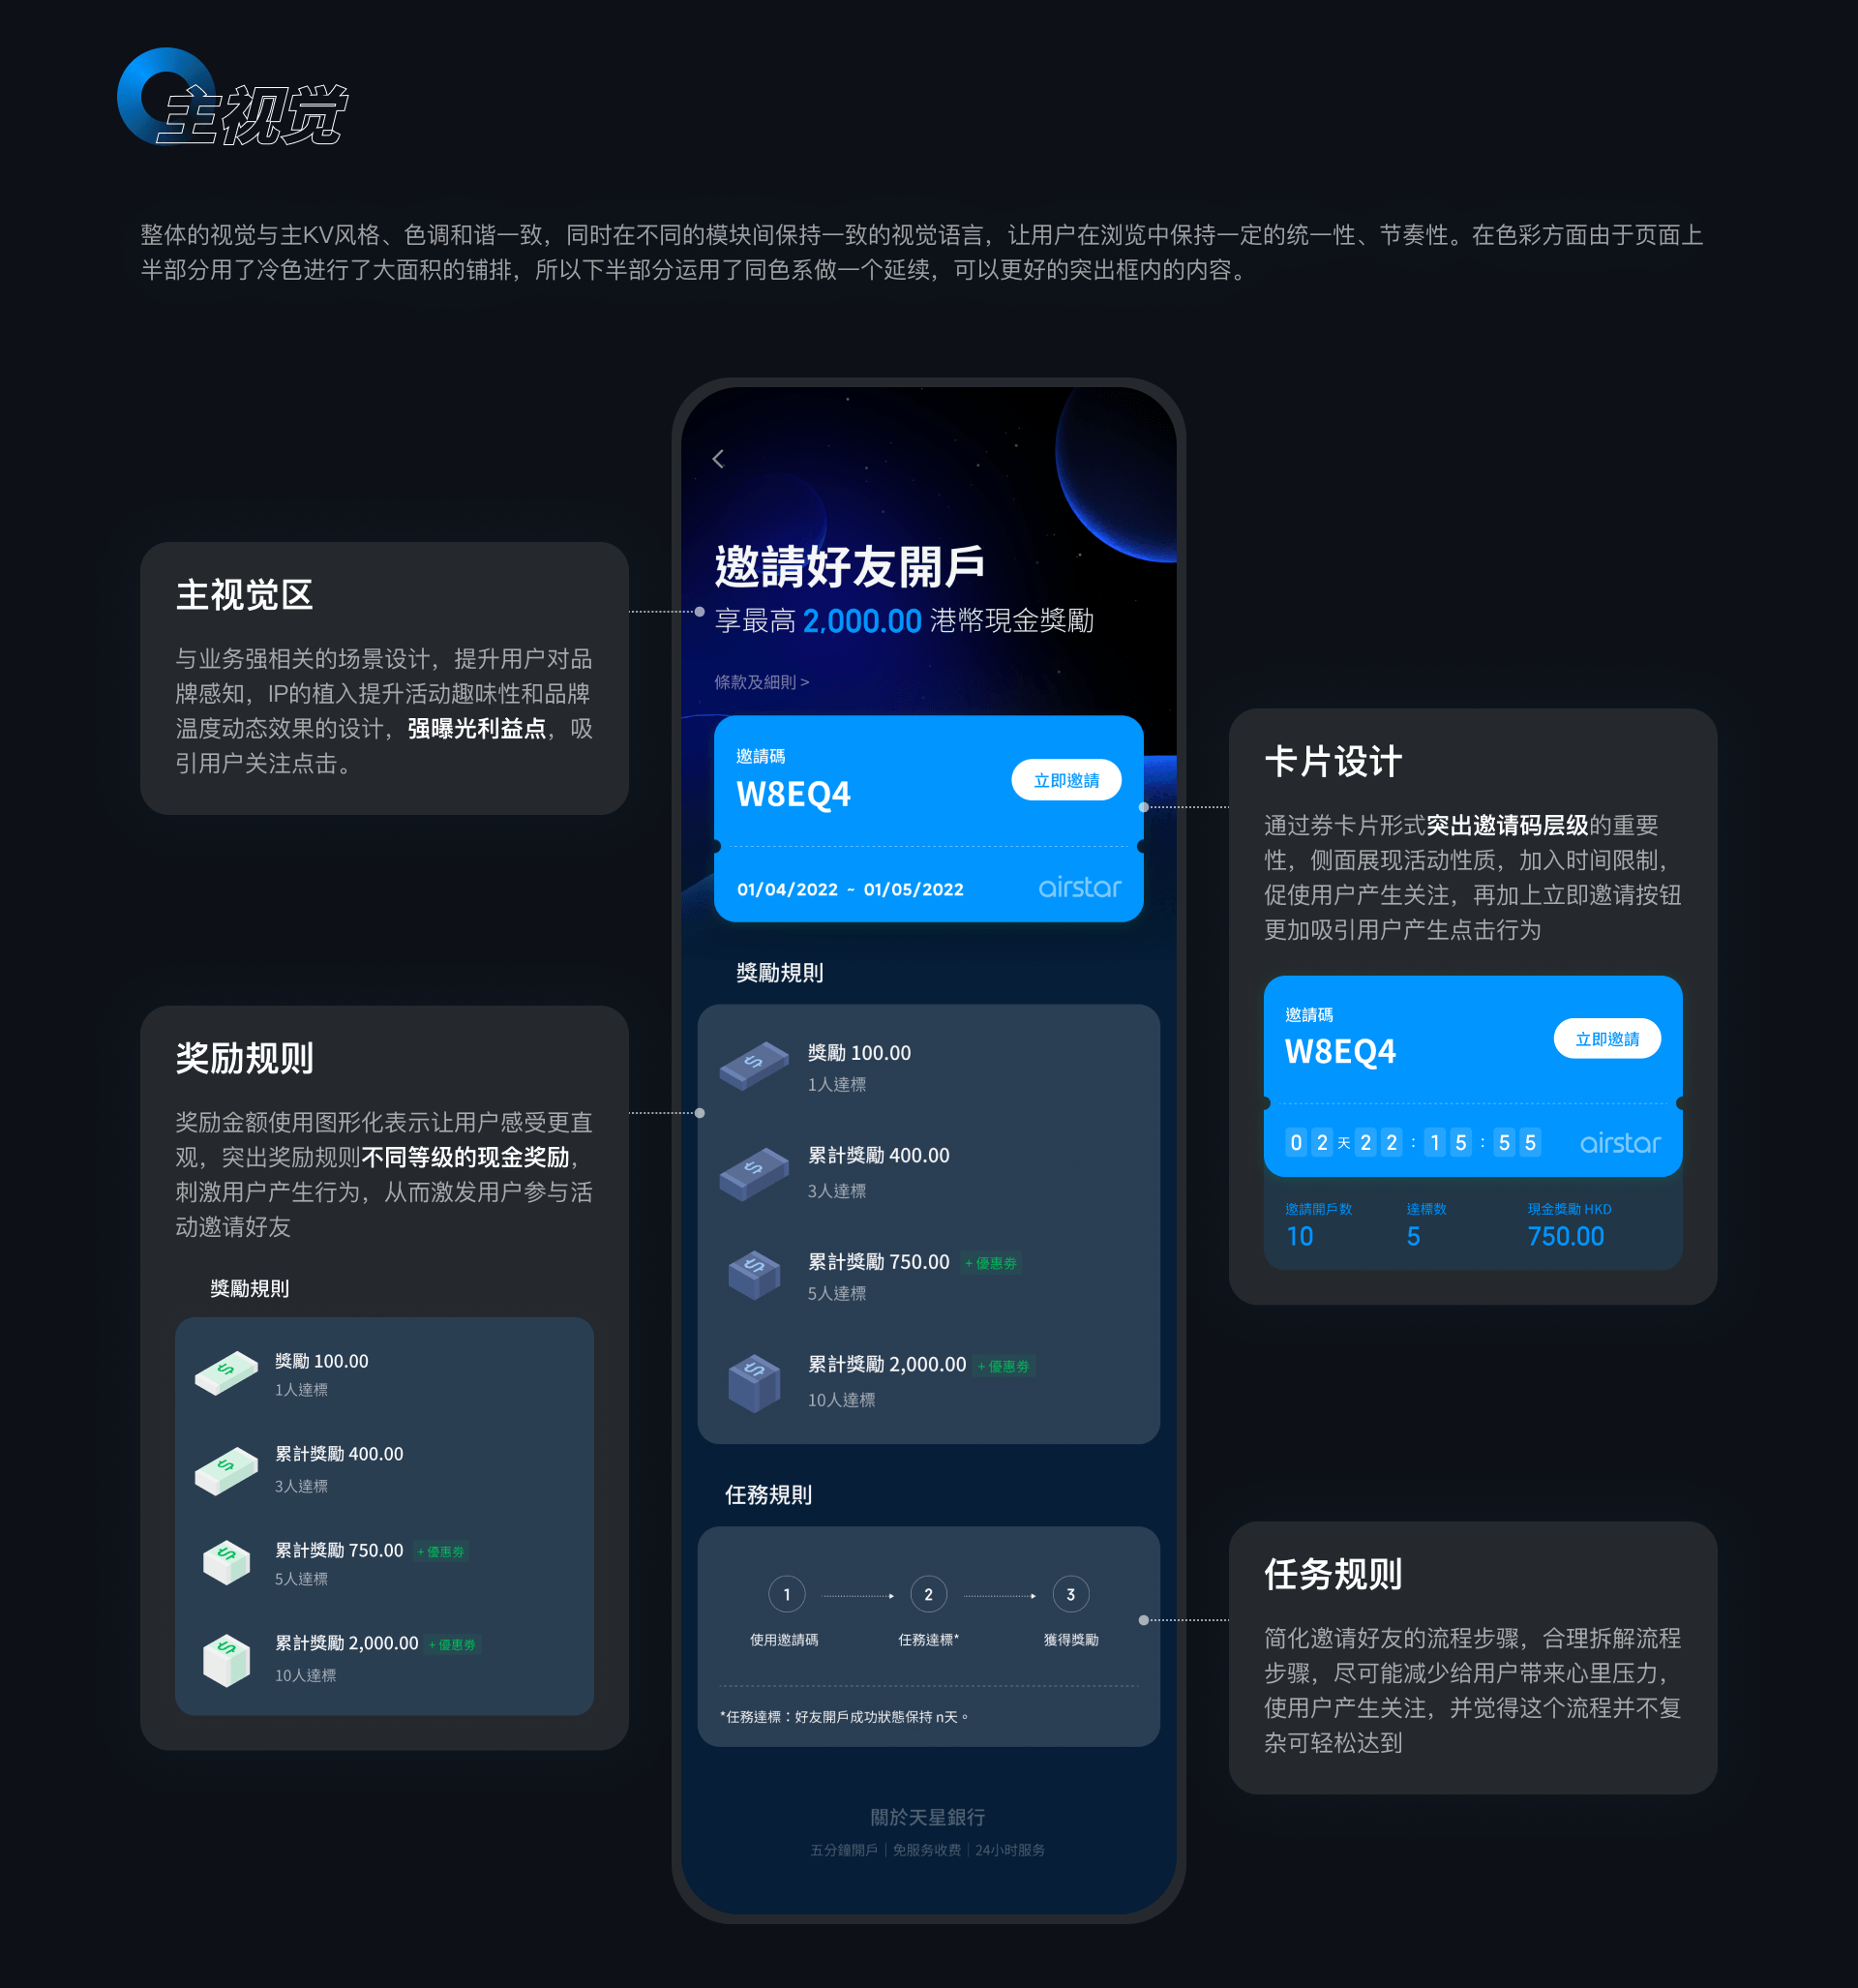 主视觉
整体的视觉与主KV风格、色调和谐一致，同时在不同的模块间保持一致的视觉语言，让用户在浏览中保持一定的统一性、节奏性。在色彩方面由于页面上
半部分用了冷色进行了大面积的铺排，所以下半部分运用了同色系做一个延续，可以更好的突出框内的内容。
主视觉区
与业务强相关的场景设计，提升用户对品
牌感知，IP的植入提升活动趣味性和品牌
温度动态效果的设计，强曝光利益点，吸
引用户关注点击。
奖励规则
奖励金额使用图形化表示让用户感受更直
观，突出奖励规则不同等级的现金奖励，
刺激用户产生行为，从而激发用户参与活
动邀请好友
獎勵規則
$
獎勵 100.00
1人達標
$
累計獎勵 400.00
3人達標
$
累計獎勵 750.00 + 優惠劵
5人達標
$
累計獎勵 2,000.00 + 優惠劵
10人達標
邀請好友開戶
享最高 2,000.00 港幣現金獎勵
條款及細則 >
邀請碼
W8EQ4
立即邀請
01/04/2022 ~ 01/05/2022
airstar
獎勵規則
$
獎勵 100.00
1人達標
$
累計獎勵 400.00
3人達標
$
累計獎勵 750.00 + 優惠劵
5人達標
$
累計獎勵 2,000.00 + 優惠劵
10人達標
任務規則
1 2 3
使用邀請碼 任務達標* 獲得獎勵
*任務達標：好友開戶成功狀態保持 n天。
關於天星銀行
五分鐘開戶｜免服务收费｜24小时服务
卡片设计
通过券卡片形式突出邀请码层级的重要
性，侧面展现活动性质，加入时间限制，
促使用户产生关注，再加上立即邀请按钮
更加吸引用户产生点击行为
邀請碼
W8EQ4
立即邀請
02天22:15:55
airstar
邀請開戶数 達標数 現金獎勵 HKD
10 5 750.00
任务规则
简化邀请好友的流程步骤，合理拆解流程
步骤，尽可能减少给用户带来心里压力，
使用户产生关注，并觉得这个流程并不复
杂可轻松达到